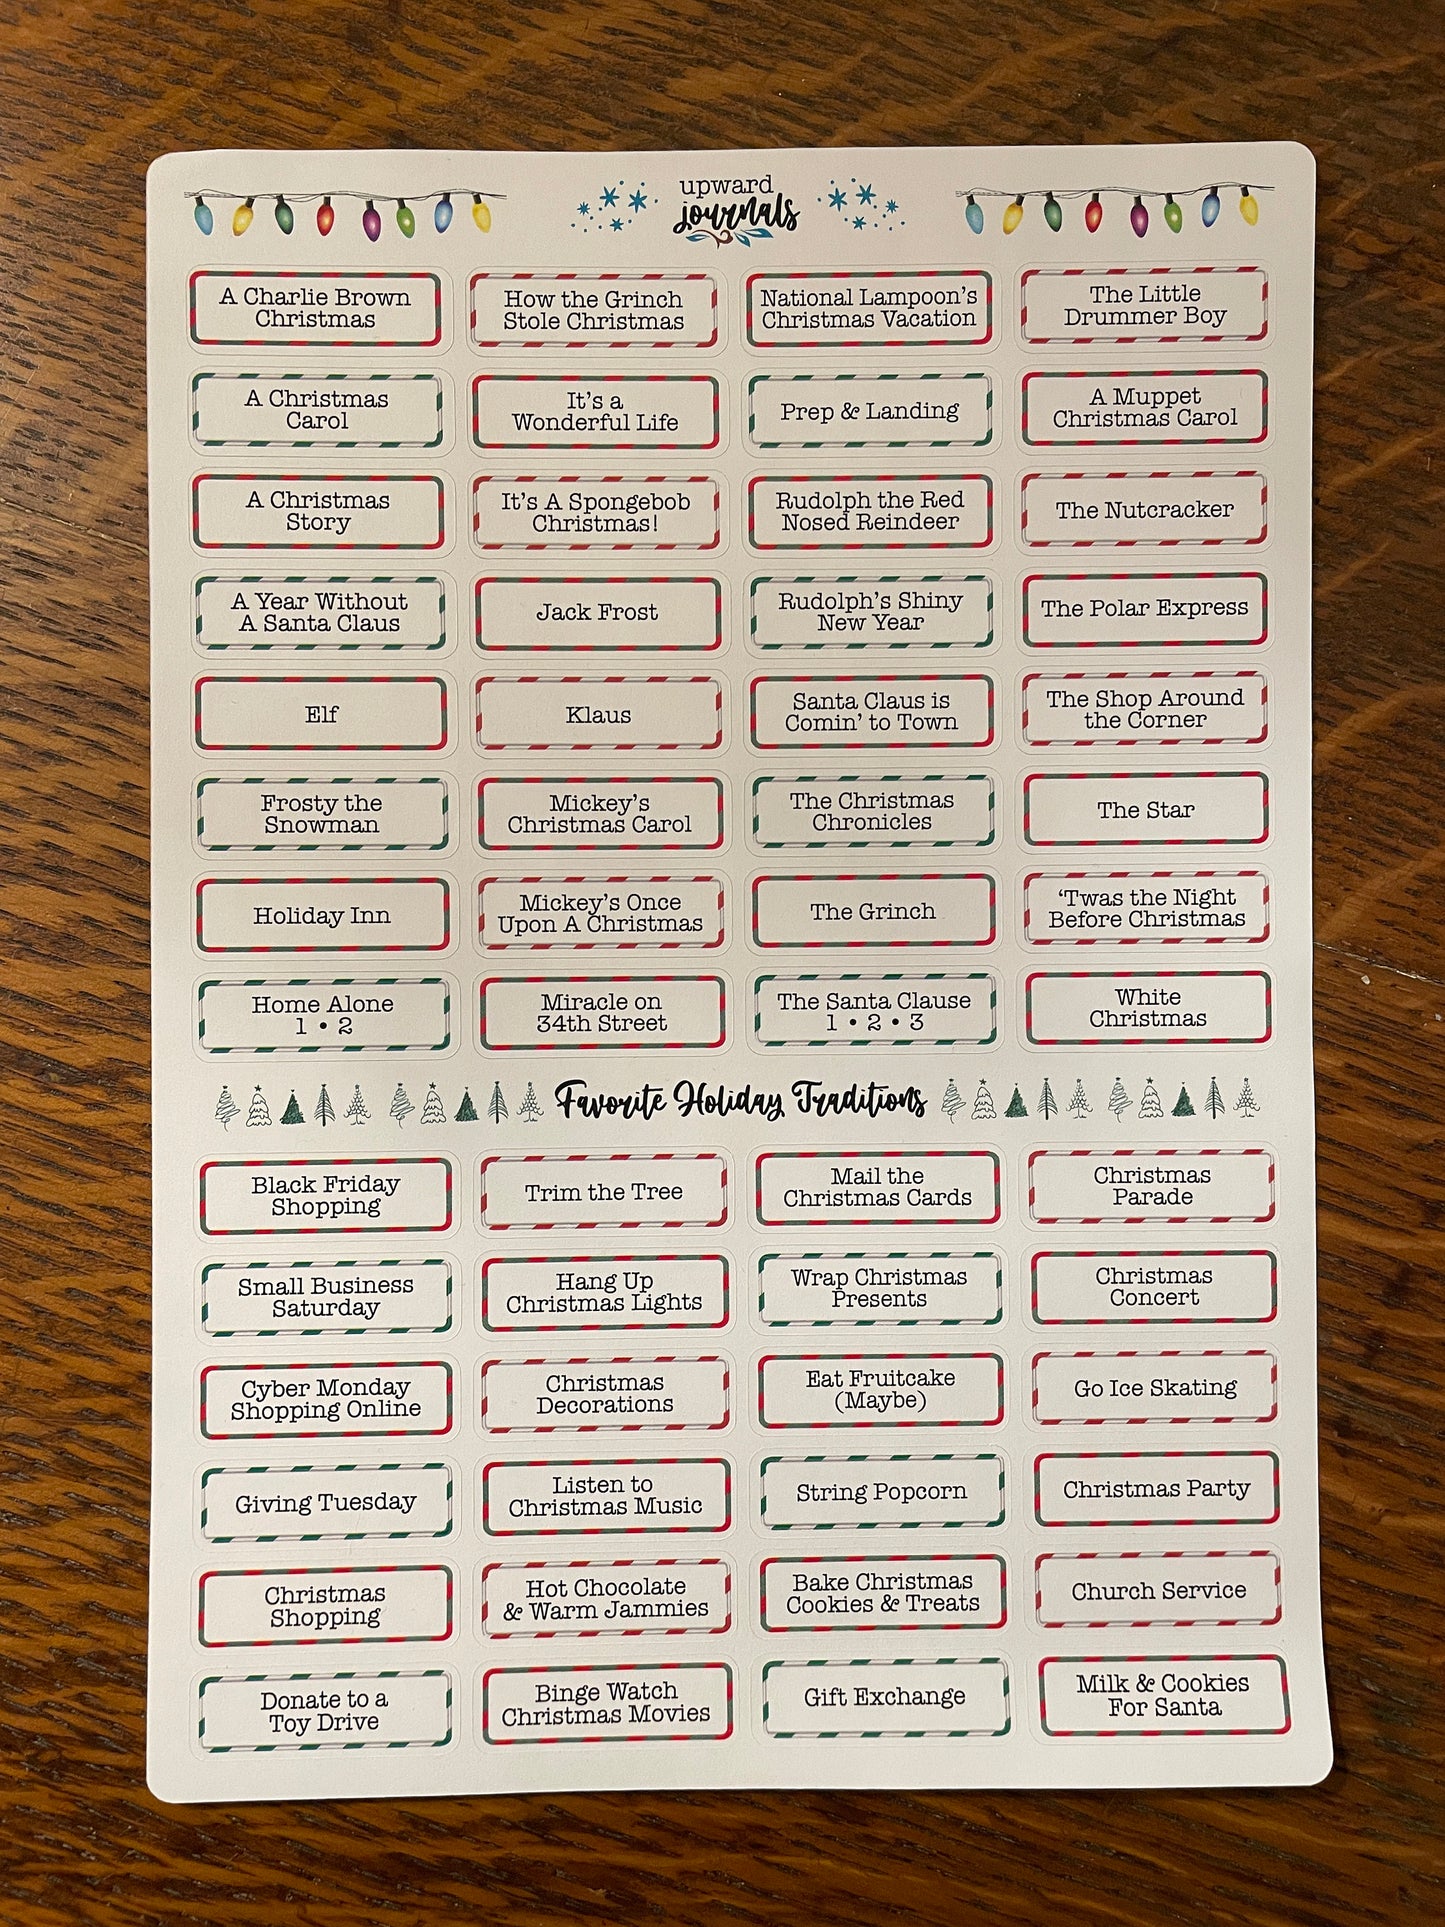 upward
journals
A Charlie Brown
Christmas
How the Grinch
Stole Christmas
National Lampoon's
Christmas Vacation
The Little
Drummer Boy
A Christmas
Carol
It's a
Wonderful Life
Prep & Landing
A Muppet
Christmas Carol
A Christmas
Story
It's A Spongebob
Christmas!
Rudolph the Red
Nosed Reindeer
The Nutcracker
A Year Without
A Santa Claus
Jack Frost
Rudolph's Shiny
New Year
The Polar Express
Elf
Klaus
Santa Claus is
Comin' to Town
The Shop Around
the Corner
Frosty the
Snowman
Mickey's
Christmas Carol
The Christmas
Chronicles
The Star
Holiday Inn
Mickey's Once
Upon A Christmas
The Grinch
'Twas the Night
Before Christmas
Home Alone
1 • 2
Miracle on
34th Street
The Santa Clause
1 • 2 • 3
White
Christmas
Favorite Holiday Traditions
Black Friday
Shopping
Trim the Tree
Mail the
Christmas Cards
Christmas
Parade
Small Business
Saturday
Hang Up
Christmas Lights
Wrap Christmas
Presents
Christmas
Concert
Cyber Monday
Shopping Online
Christmas
Decorations
Eat Fruitcake
(Maybe)
Go Ice Skating
Giving Tuesday
Listen to
Christmas Music
String Popcorn
Christmas Party
Christmas
Shopping
Hot Chocolate
& Warm Jammies
Bake Christmas
Cookies & Treats
Church Service
Donate to a
Toy Drive
Binge Watch
Christmas Movies
Gift Exchange
Milk & Cookies
For Santa